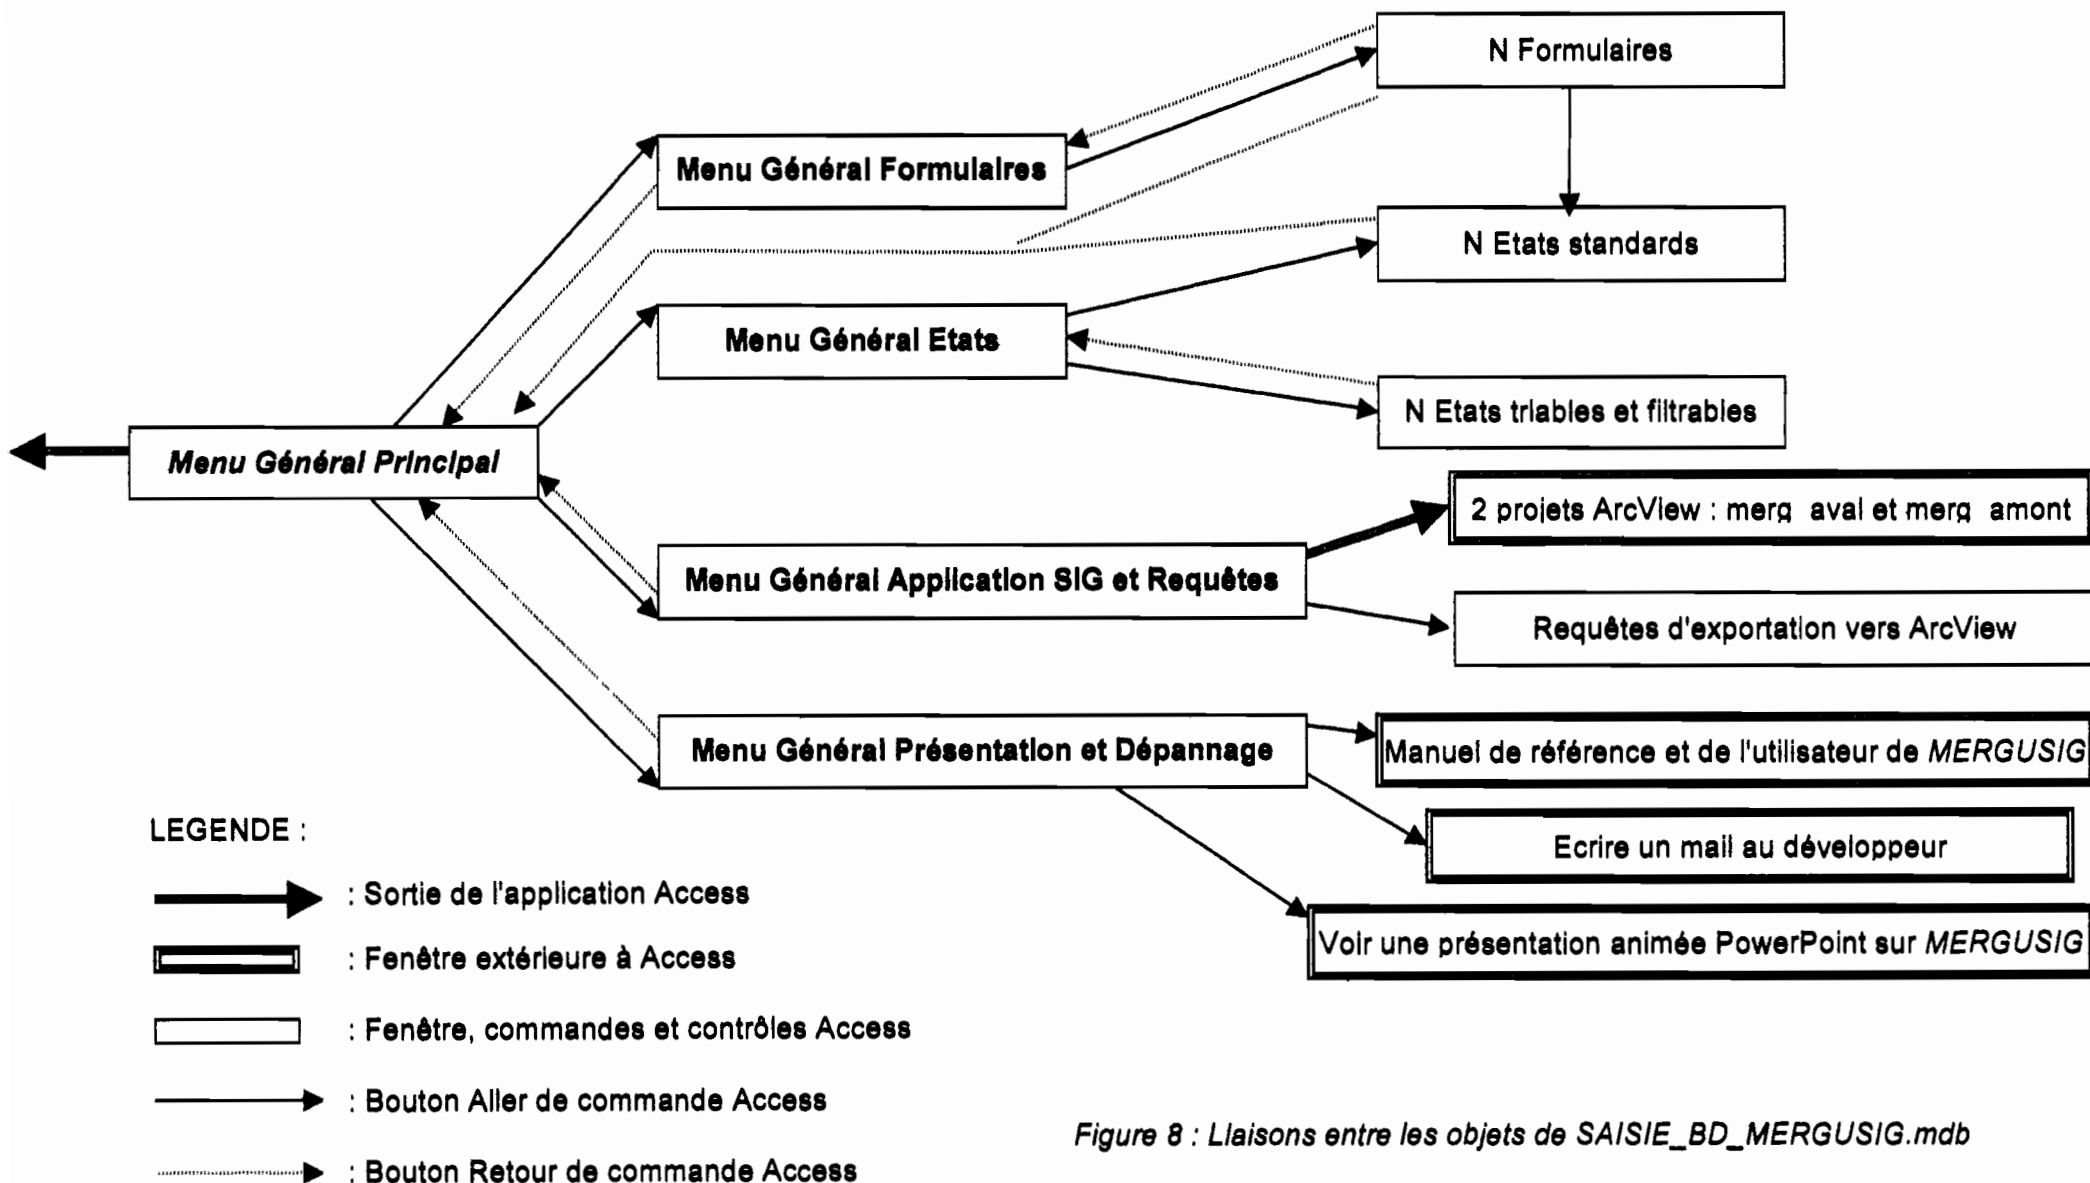 N Formulaires
Menu Général Formulaires
N Etats standards
Menu Général Etats
N Etats triables et filtrables
Menu Général Principal
2 projets ArcView : merg_aval et merg_amont
Menu Général Application SIG et Requêtes
Requêtes d'exportation vers ArcView
Menu Général Présentation et Dépannage
Manuel de référence et de l'utilisateur de MERGUSIG
Ecrire un mail au développeur
Voir une présentation animée PowerPoint sur MERGUSIG
LEGENDE :
: Sortie de l'application Access
: Fenêtre extérieure à Access
: Fenêtre, commandes et contrôles Access
: Bouton Aller de commande Access
: Bouton Retour de commande Access
Figure 8 : Liaisons entre les objets de SAISIE_BD_MERGUSIG.mdb